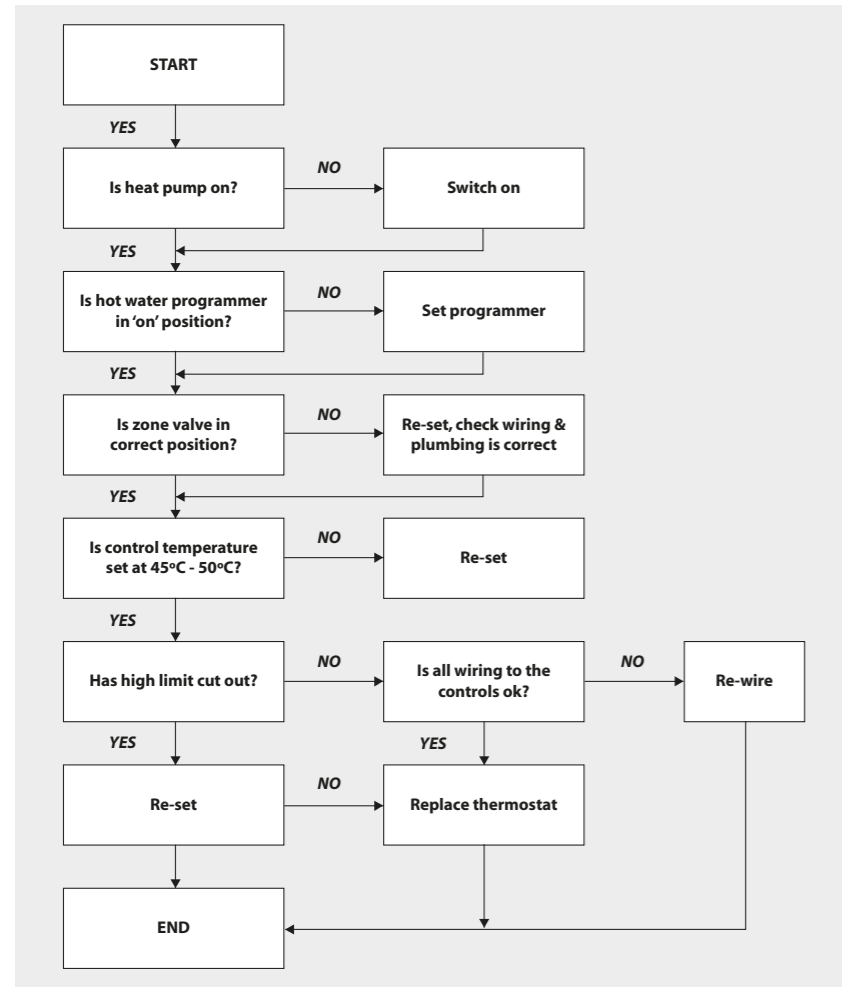 START
YES
Is heat pump on?
NO
Switch on
YES
Is hot water programmer
in ‘on’ position?
NO
Set programmer
YES
Is zone valve in
correct position?
NO
Re-set, check wiring &
plumbing is correct
YES
Is control temperature
set at 45ºC - 50ºC?
NO
Re-set
YES
Has high limit cut out?
NO
Is all wiring to the
controls ok?
NO
Re-wire
YES
YES
Re-set
NO
Replace thermostat
END